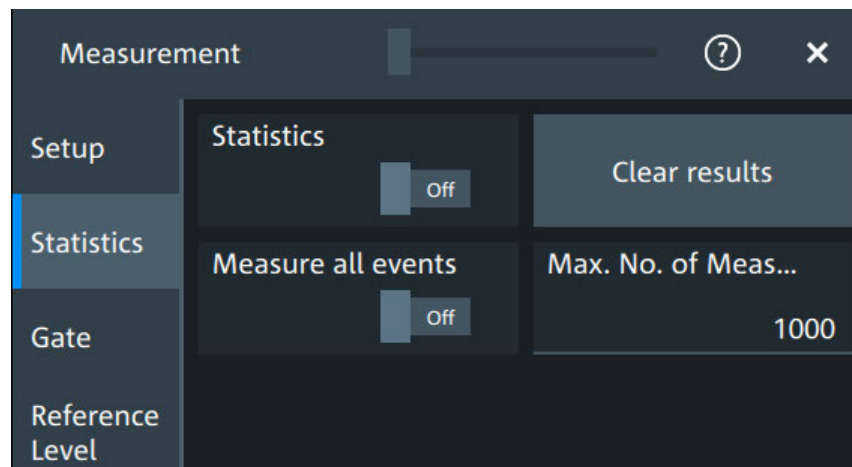 Measurement
?
×
Setup
Statistics
Off
Clear results
Statistics
Measure all events
Off
Max. No. of Meas...
1000
Gate
Reference
Level